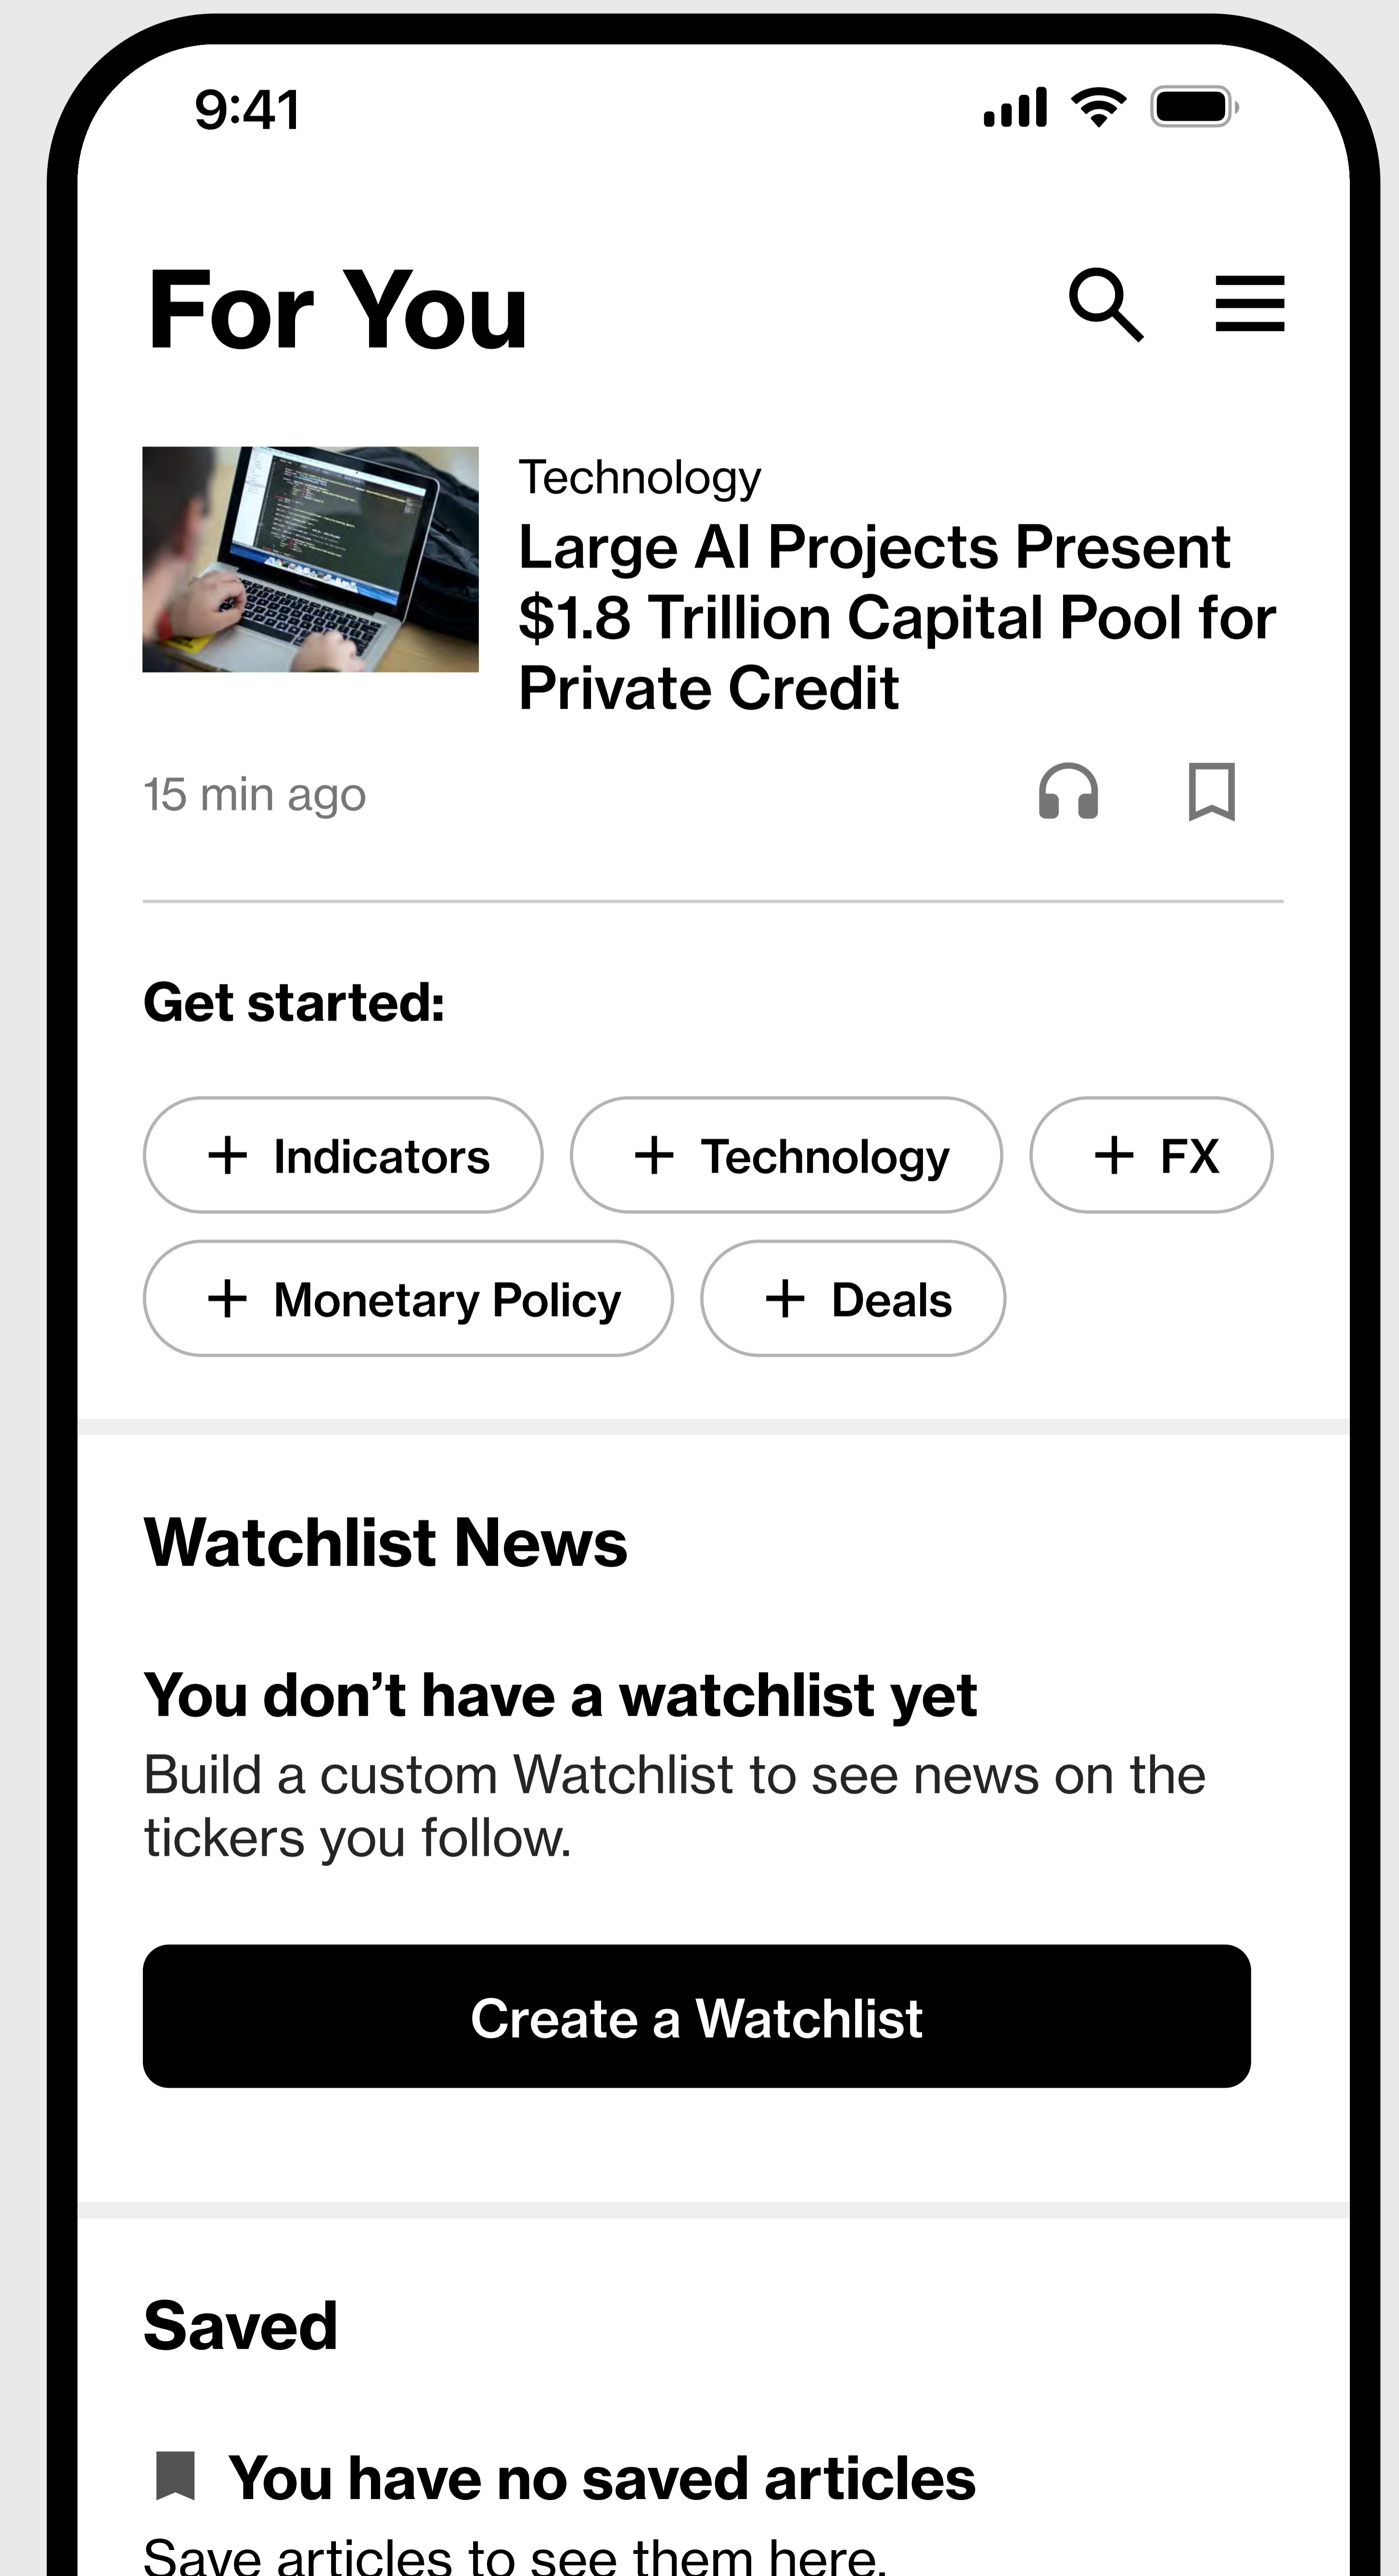 9:41
For You
Technology
Large AI Projects Present
$1.8 Trillion Capital Pool for
Private Credit
15 min ago
Get started:
+ Indicators + Technology + FX
+ Monetary Policy + Deals
Watchlist News
You don’t have a watchlist yet
Build a custom Watchlist to see news on the
tickers you follow.
Create a Watchlist
Saved
You have no saved articles
Save articles to see them here.